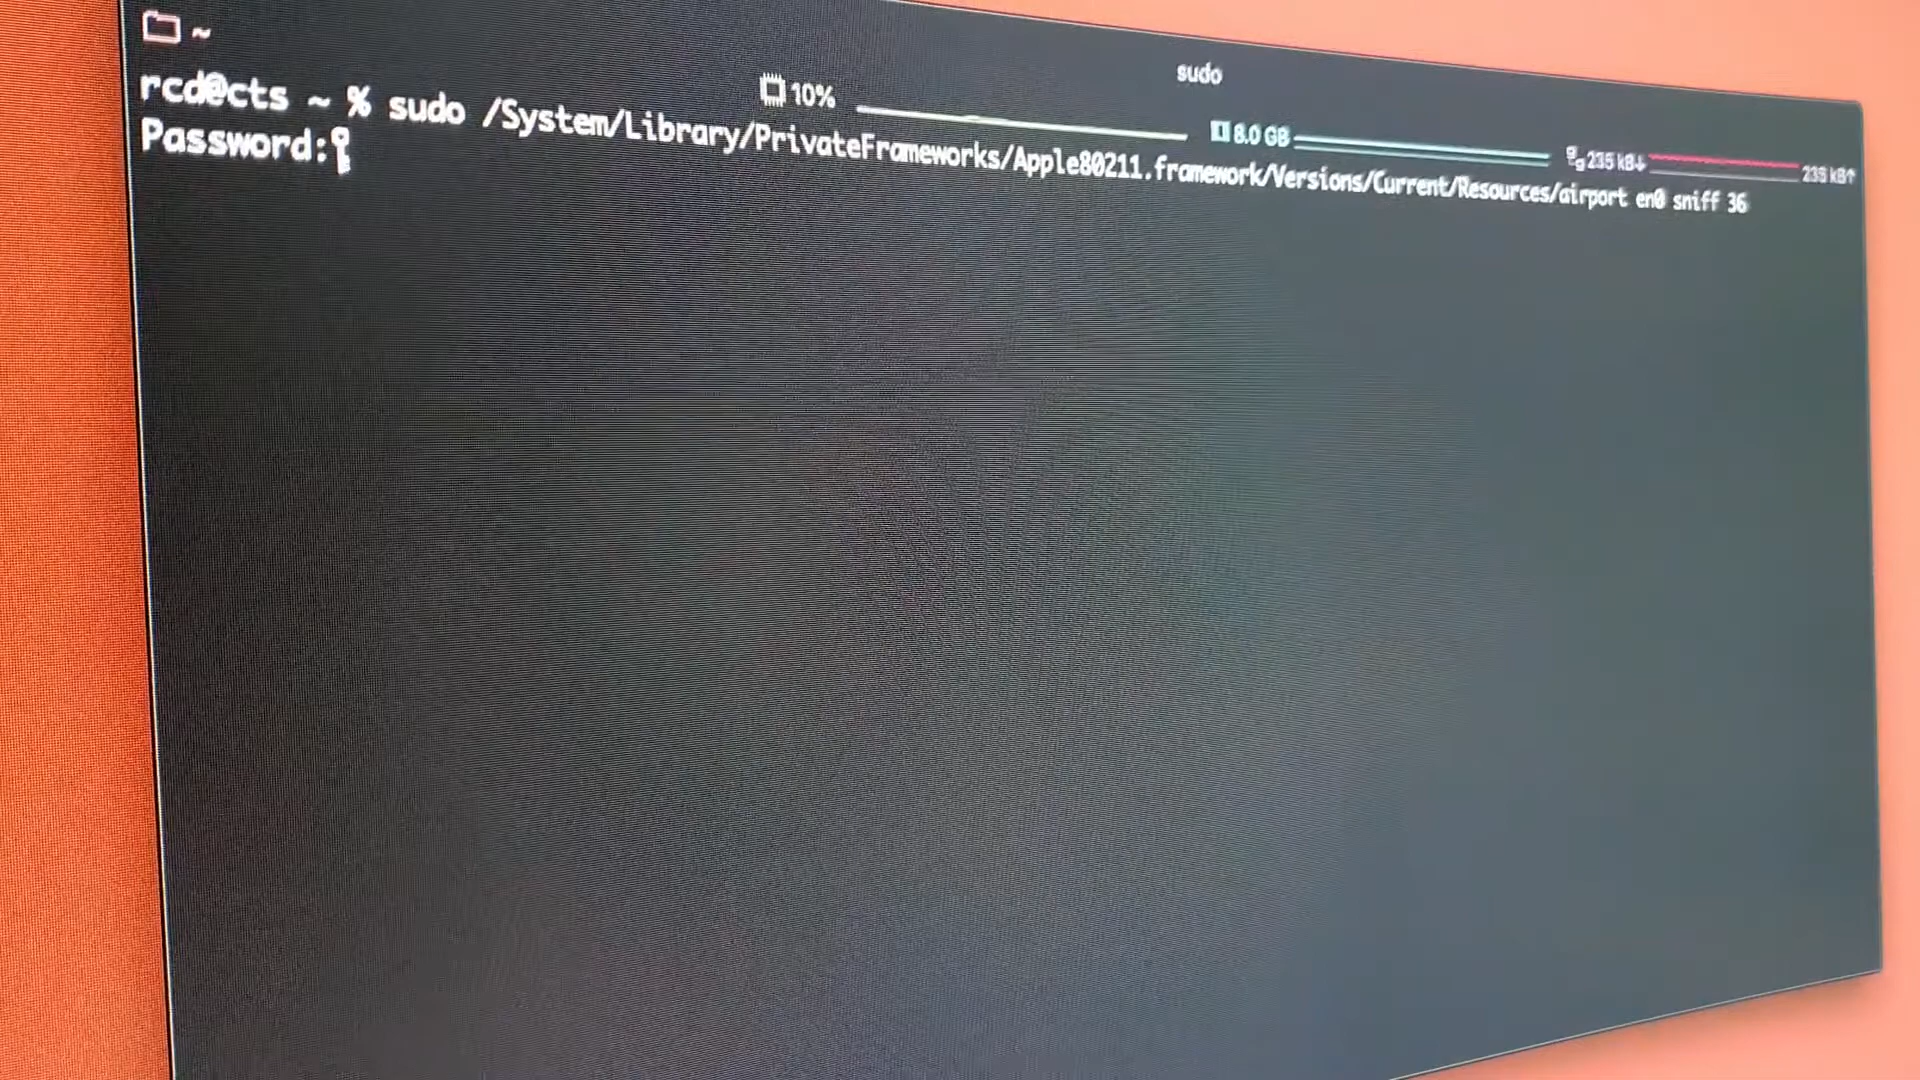 ~
sudo
10%
8.0 GB
235 kB↓
235 kB↑
rcd@cts ~ % sudo /System/Library/PrivateFrameworks/Apple80211.framework/Versions/Current/Resources/airport en0 sniff 36
Password: